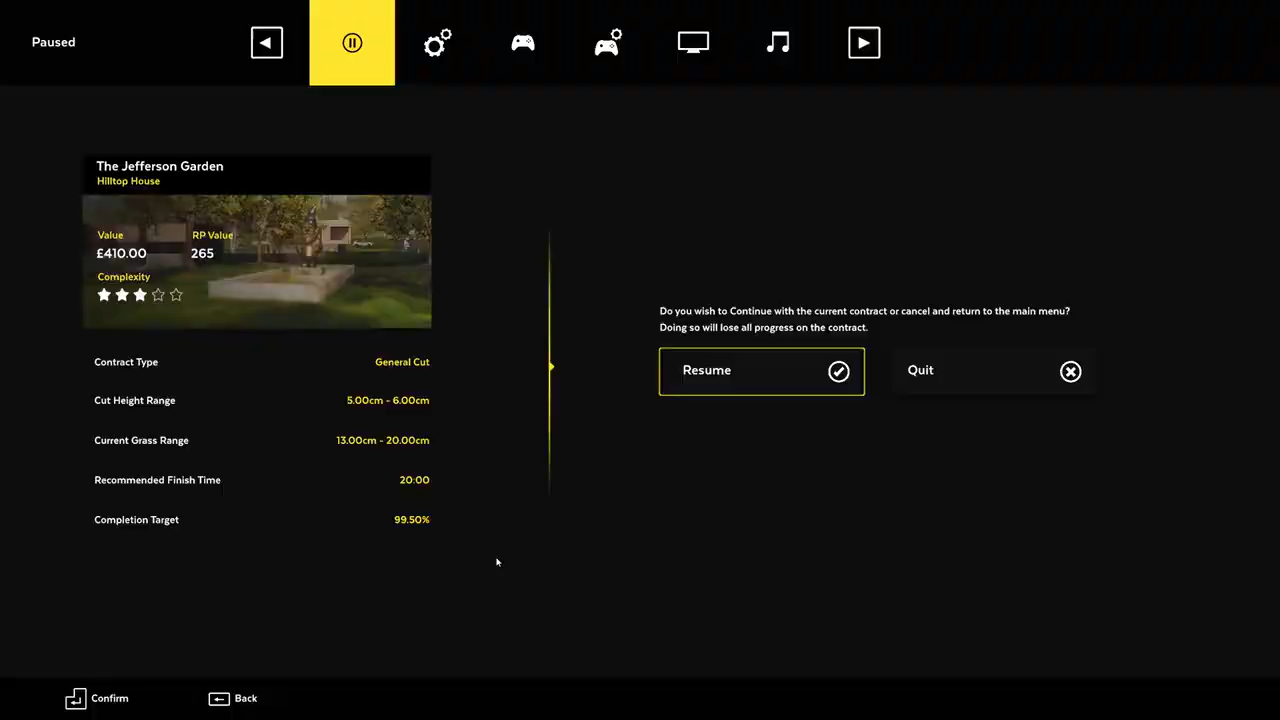 Paused
The Jefferson Garden
Hilltop House
Value RP Value
£410.00 265
Complexity
Contract Type General Cut
Cut Height Range 5.00cm - 6.00cm
Current Grass Range 13.00cm - 20.00cm
Recommended Finish Time 20:00
Completion Target 99.50%
Do you wish to Continue with the current contract or cancel and return to the main menu?
Doing so will lose all progress on the contract.
Resume Quit
Confirm Back